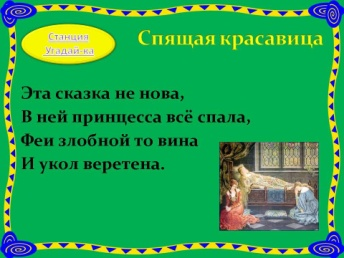 Станция
Угадай-ка
Спящая красавица
Эта сказка не нова,
В ней принцесса всё спала,
Феи злобной то вина
И укол веретена.